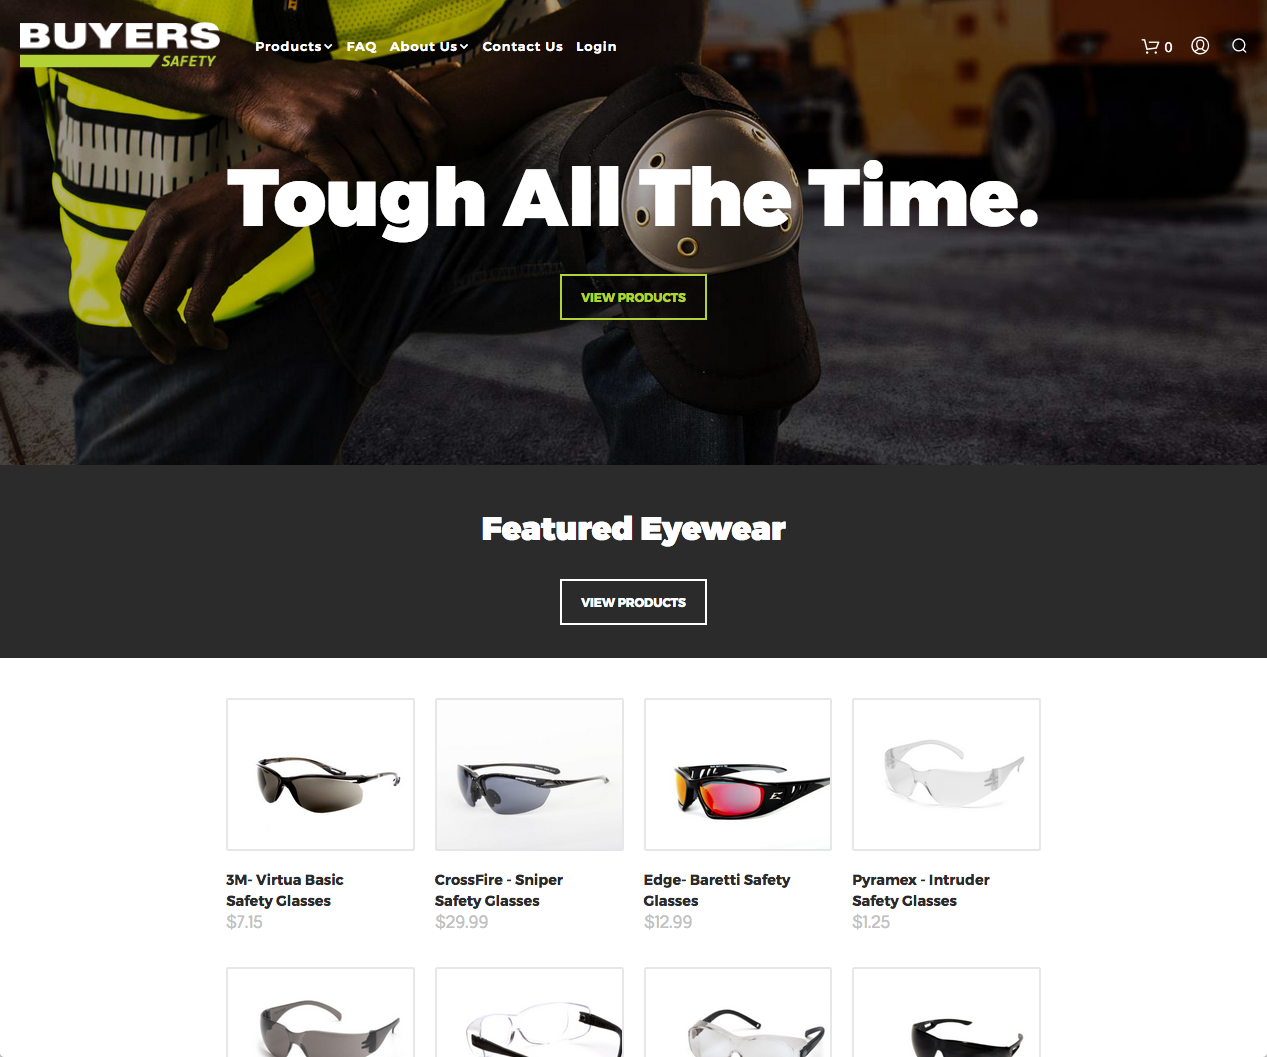 BUYERS
SAFETY
Products FAQ About Us Contact Us Login
0
Tough All The Time.
VIEW PRODUCTS
Featured Eyewear
VIEW PRODUCTS
3M- Virtua Basic
Safety Glasses
$7.15
CrossFire - Sniper
Safety Glasses
$29.99
Edge- Baretti Safety
Glasses
$12.99
Pyramex - Intruder
Safety Glasses
$1.25